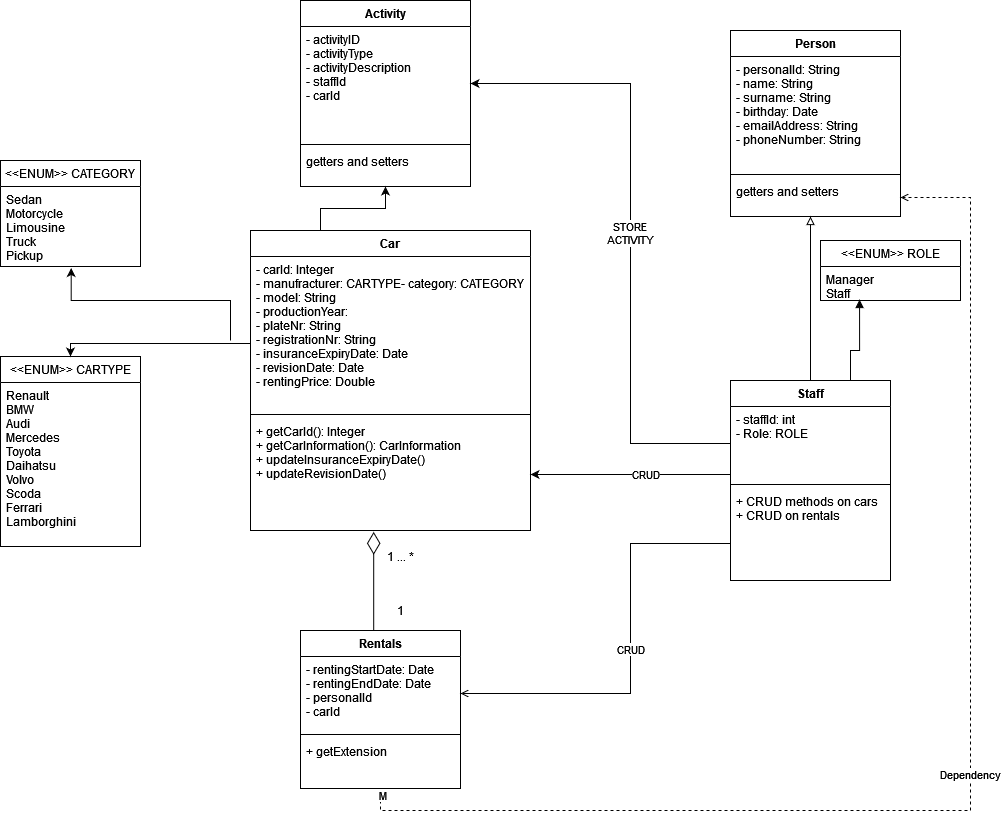 Activity
- activityID
- activityType
- activityDescription
- staffId
- carId
getters and setters
Person
- personalId: String
- name: String
- surname: String
- birthday: Date
- emailAddress: String
- phoneNumber: String
getters and setters
<<ENUM>> CATEGORY
Sedan
Motorcycle
Limousine
Truck
Pickup
STORE
ACTIVITY
<<ENUM>> ROLE
Manager
Staff
Car
- carId: Integer
- manufracturer: CARTYPE- category: CATEGORY
- model: String
- productionYear:
- plateNr: String
- registrationNr: String
- insuranceExpiryDate: Date
- revisionDate: Date
- rentingPrice: Double
+ getCarId(): Integer
+ getCarInformation(): CarInformation
+ updateInsuranceExpiryDate()
+ updateRevisionDate()
<<ENUM>> CARTYPE
Renault
BMW
Audi
Mercedes
Toyota
Daihatsu
Volvo
Scoda
Ferrari
Lamborghini
Staff
- staffId: int
- Role: ROLE
+ CRUD methods on cars
+ CRUD on rentals
CRUD
1 ... *
1
CRUD
Rentals
- rentingStartDate: Date
- rentingEndDate: Date
- personalId
- carId
+ getExtension
M
Dependency